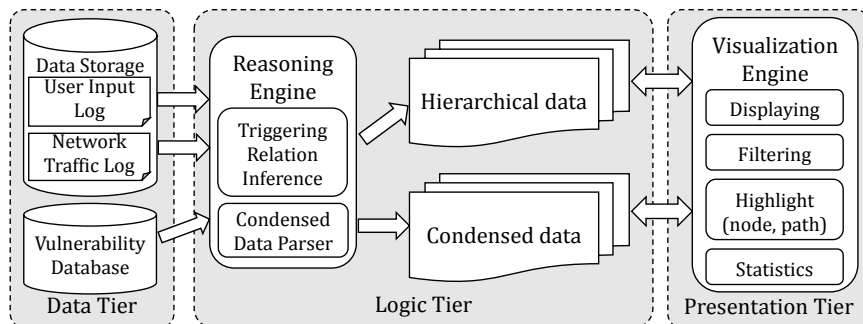 Data Storage
User Input
Log
Network
Traffic Log
Vulnerability
Database
Data Tier
Reasoning
Engine
Triggering
Relation
Inference
Condensed
Data Parser
Hierarchical data
Condensed data
Logic Tier
Visualization
Engine
Displaying
Filtering
Highlight
(node, path)
Statistics
Presentation Tier